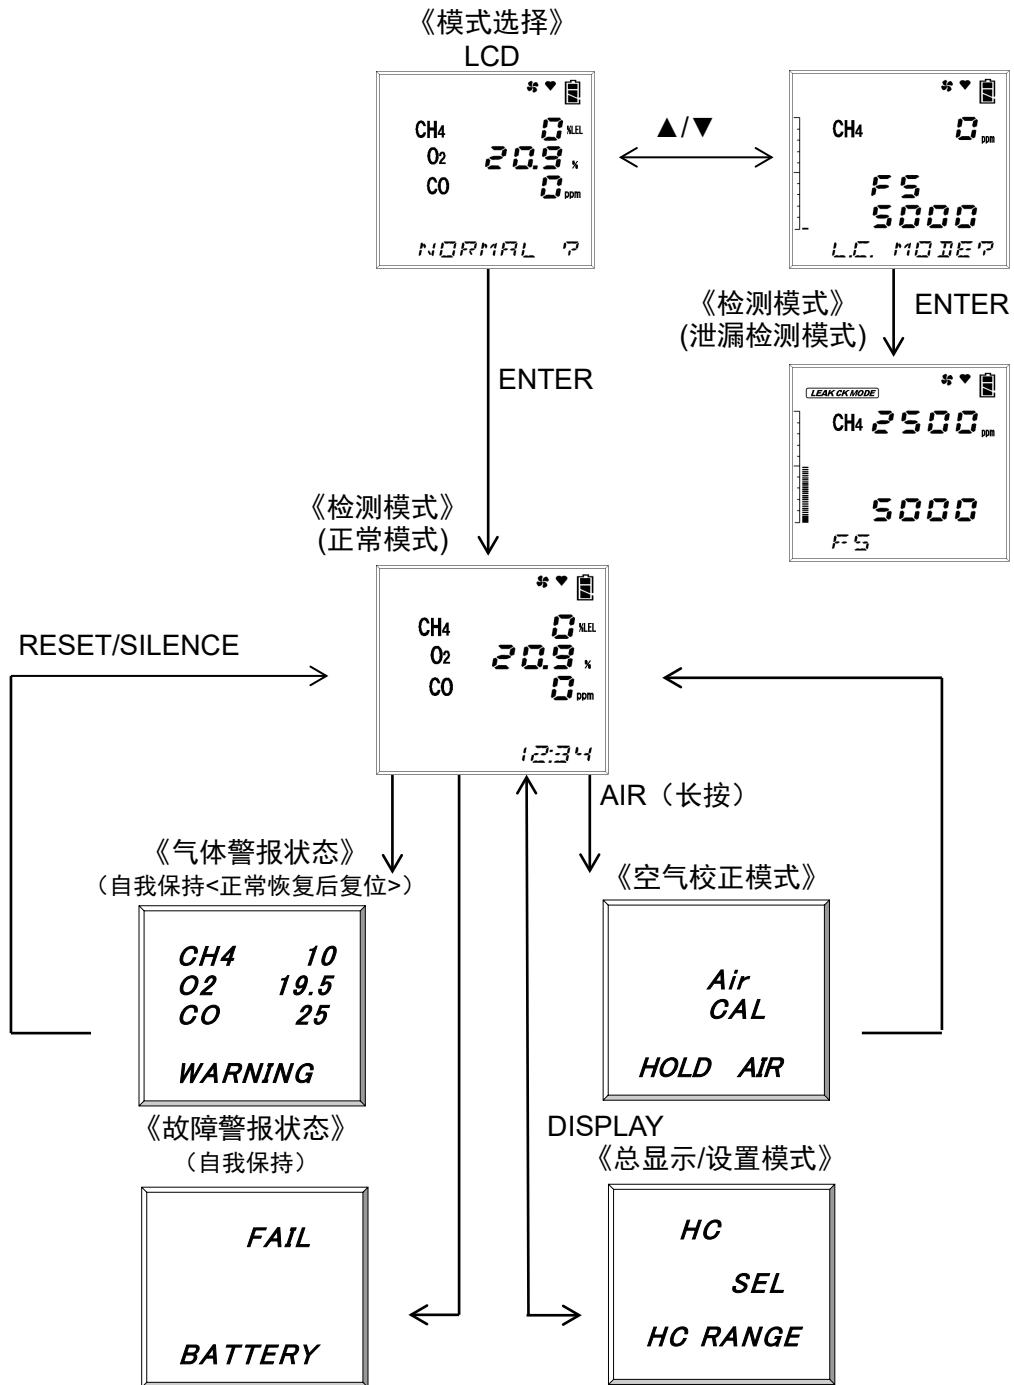 《模式选择》
LCD
CH4 0 %LEL
O2 20.9 %
CO 0 ppm
NORMAL ?
▲/▼
CH4 0 ppm
FS
5000
L.C. MODE?
ENTER
《检测模式》
(泄漏检测模式)
ENTER
LEAK CK MODE
CH4 2500 ppm
5000
FS
《检测模式》
(正常模式)
CH4 0 %LEL
O2 20.9 %
CO 0 ppm
12:34
RESET/SILENCE
AIR（长按）
《气体警报状态》
（自我保持<正常恢复后复位>）
CH4 10
O2 19.5
CO 25
WARNING
《空气校正模式》
Air
CAL
HOLD AIR
《故障警报状态》
（自我保持）
FAIL
BATTERY
DISPLAY
《总显示/设置模式》
HC
SEL
HC RANGE